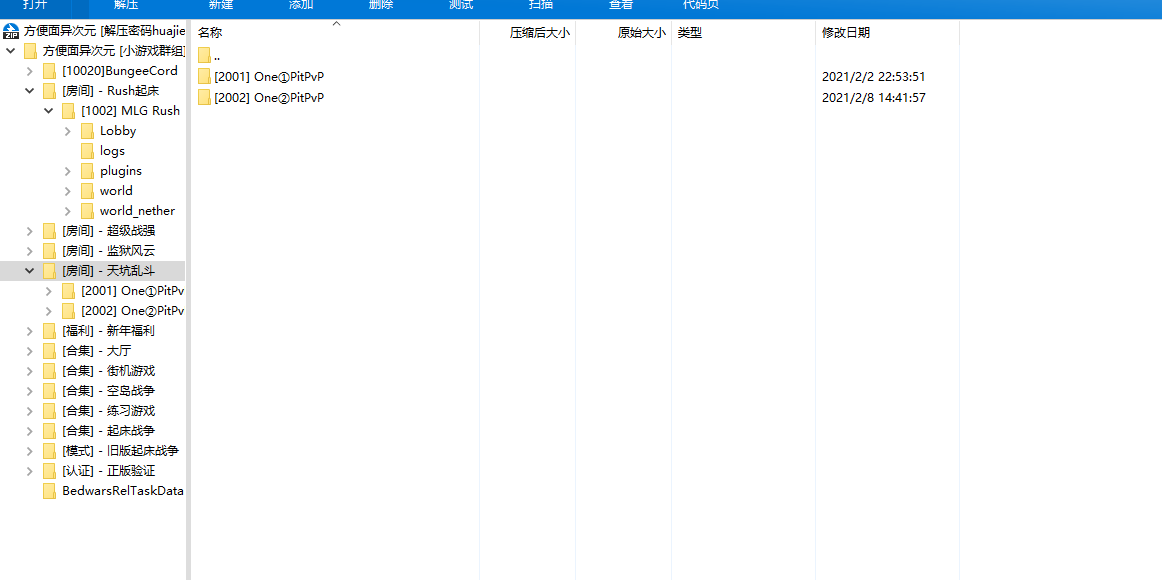 打开 解压 新建 添加 删除 测试 扫描 查看 代码页
方便面异次元 [解压密码huajie
方便面异次元 [小游戏群组]
[10020]BungeeCord
[房间] - Rush起床
[1002] MLG Rush
Lobby
logs
plugins
world
world_nether
[房间] - 超级战强
[房间] - 监狱风云
[房间] - 天坑乱斗
[2001] One①PitPv
[2002] One②PitPv
[福利] - 新年福利
[合集] - 大厅
[合集] - 街机游戏
[合集] - 空岛战争
[合集] - 练习游戏
[合集] - 起床战争
[模式] - 旧版起床战争
[认证] - 正版验证
BedwarsRelTaskData
名称 压缩后大小 原始大小 类型 修改日期
..
[2001] One①PitPvP 2021/2/2 22:53:51
[2002] One②PitPvP 2021/2/8 14:41:57